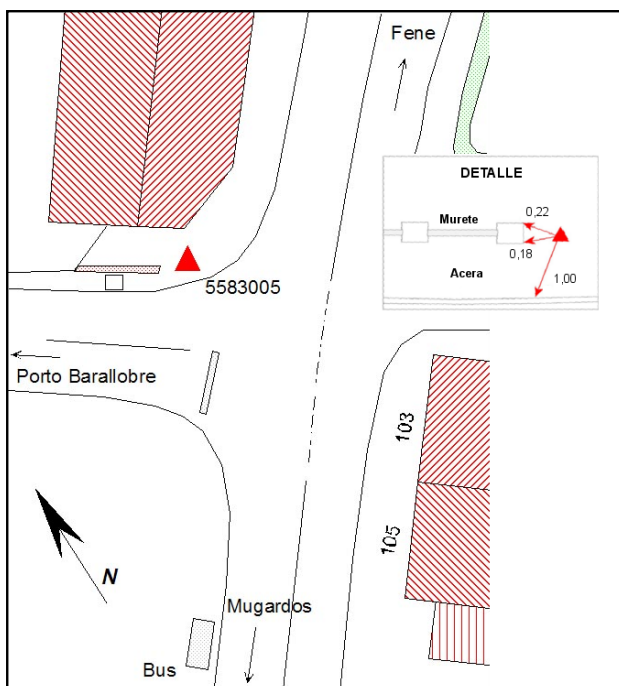 Fene
DETALLE
Murete
0,22
0,18
Acera
1,00
5583005
Porto Barallobre
103
105
N
Mugardos
Bus